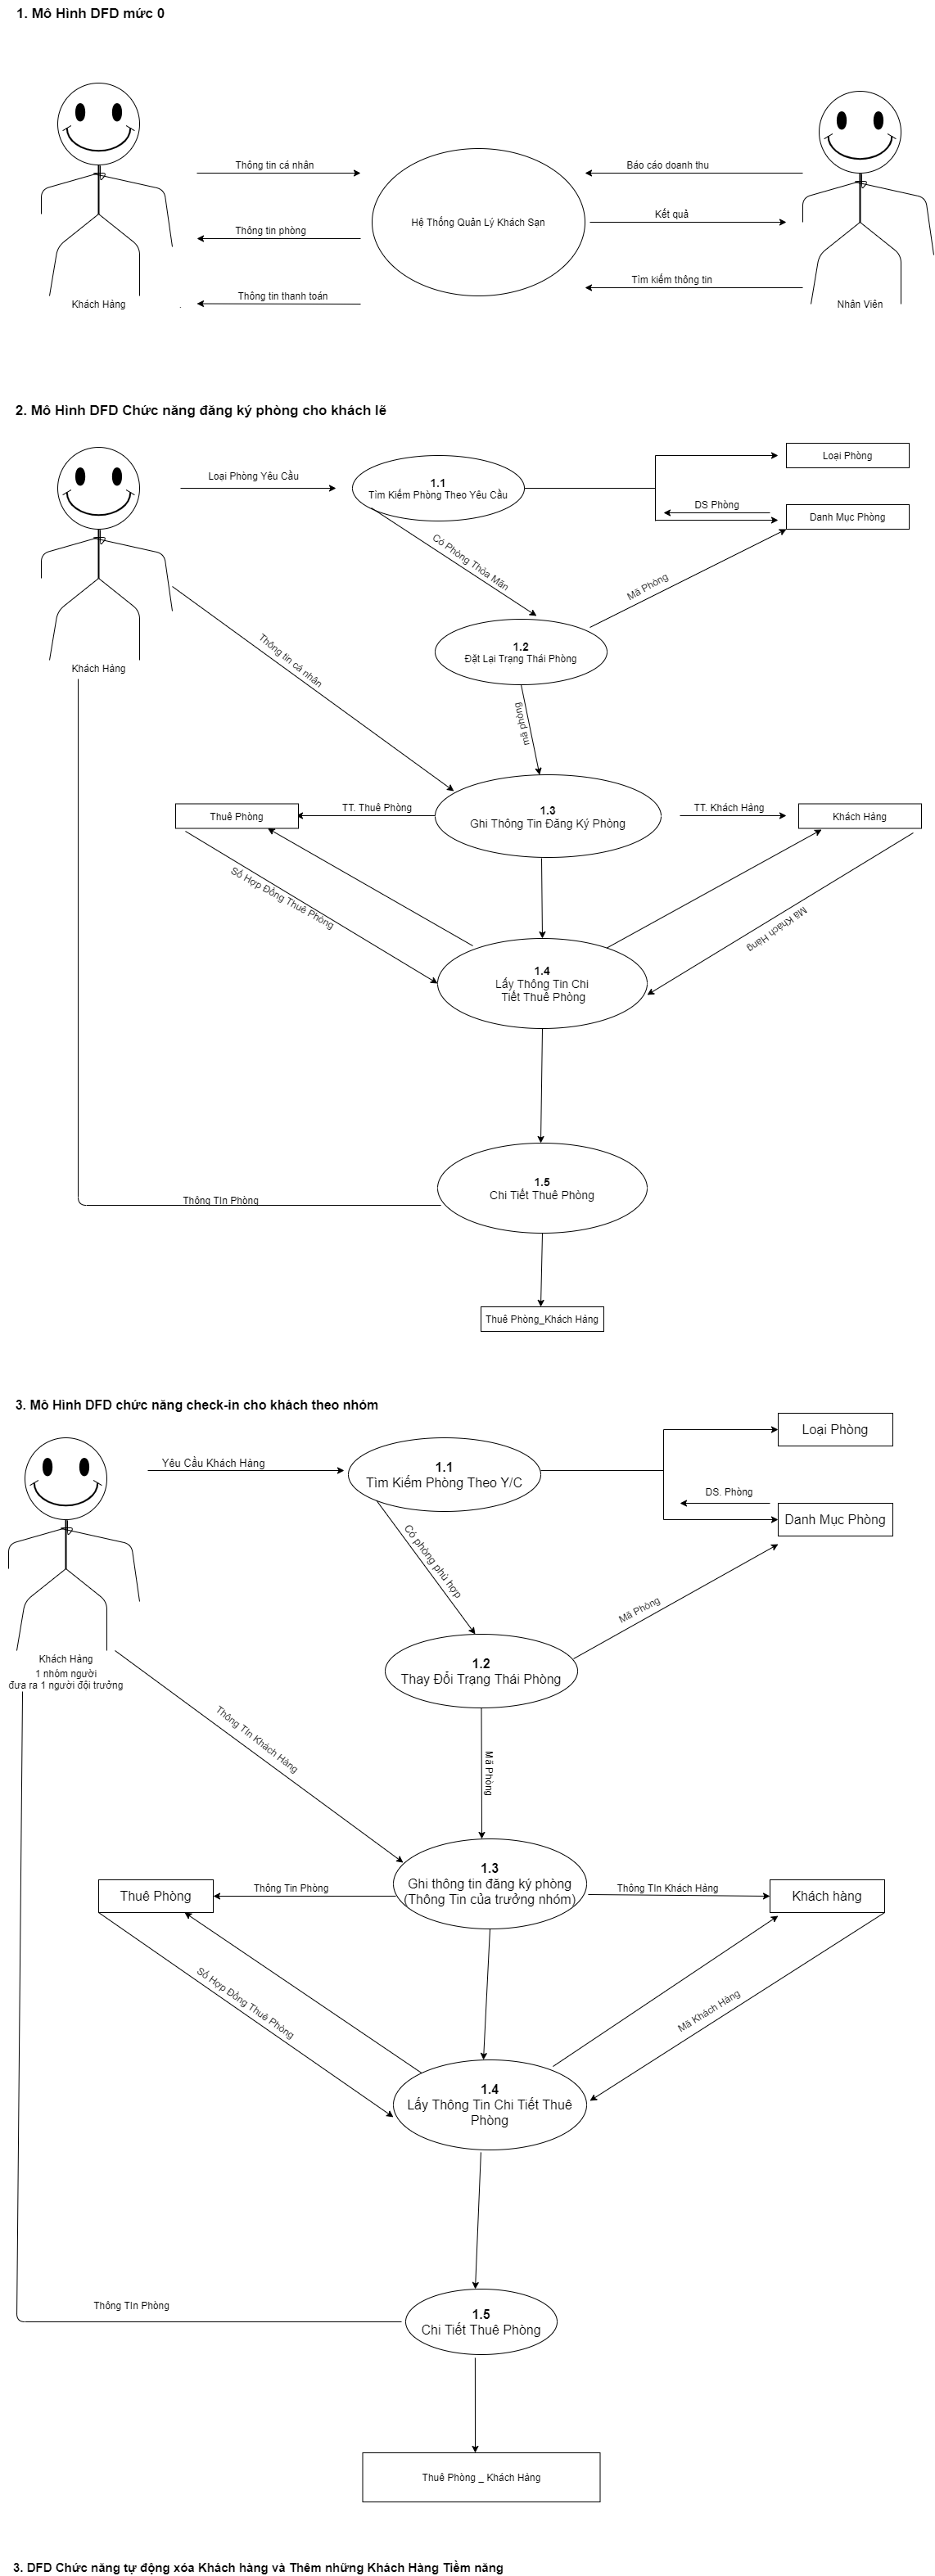 1. Mô Hình DFD mức 0
Thông tin cá nhân
Báo cáo doanh thu
Hệ Thống Quản Lý Khách Sạn
Kết quả
Thông tin phòng
Tìm kiếm thông tin
Thông tin thanh toán
Khách Hàng
Nhân Viên
2. Mô Hình DFD Chức năng đăng ký phòng cho khách lẽ
Loại Phòng Yêu Cầu
1.1
Tìm Kiếm Phòng Theo Yêu Cầu
Loại Phòng
DS Phòng
Danh Mục Phòng
Có Phòng Thỏa Mãn
Mã Phòng
1.2
Đặt Lại Trạng Thái Phòng
Khách Hàng
Thông tin cá nhân
mã phòng
Thuê Phòng
TT. Thuê Phòng
1.3
Ghi Thông Tin Đăng Ký Phòng
TT. Khách Hàng
Khách Hàng
Số Hợp Đồng Thuê Phòng
Mã Khách Hàng
1.4
Lấy Thông Tin Chi
Tiết Thuê Phòng
1.5
Chi Tiết Thuê Phòng
Thông TIn Phòng
Thuê Phòng_Khách Hàng
3. Mô Hình DFD chức năng check-in cho khách theo nhóm
Yêu Cầu Khách Hàng
1.1
Tìm Kiếm Phòng Theo Y/C
Loại Phòng
DS. Phòng
Danh Mục Phòng
Có phòng phù hợp
Mã Phòng
1.2
Thay Đổi Trạng Thái Phòng
Khách Hàng
1 nhóm người
đưa ra 1 người đội trưởng
Thông TIn Khách Hàng
Mã Phòng
Thuê Phòng
Thông Tin Phòng
1.3
Ghi thông tin đăng ký phòng
(Thông Tin của trưởng nhóm)
Thông TIn Khách Hàng
Khách hàng
Số Hợp Đồng Thuê Phòng
Mã Khách Hàng
1.4
Lấy Thông Tin Chi Tiết Thuê
Phòng
Thông TIn Phòng
1.5
Chi Tiết Thuê Phòng
Thuê Phòng _ Khách Hàng
3. DFD Chức năng tự động xóa Khách hàng và Thêm những Khách Hàng Tiềm năng